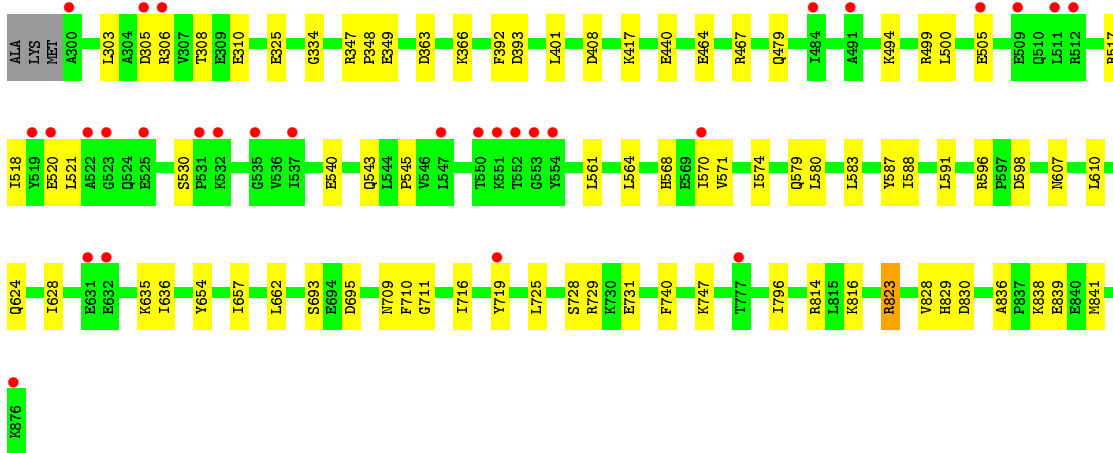 ALA LYS MET A300 L303 A304 D305 R306 V307 T308 E309 E310 E325 G334 R347 P348 E349 D363 K366 F392 D393 L401 D408 K417 E440 E464 R467 Q479 I484 A491 K494 R499 L500 E505 E509 Q510 L511 R512 R517
I518 Y519 E520 L521 A522 G523 Q524 E525 S530 P531 K532 G535 V536 I537 E540 Q543 L544 P545 V546 L547 T550 K551 T552 G553 Y554 L561 L564 H568 E569 I570 V571 I574 Q579 L580 L583 Y587 I588 L591 R596 P597 D598 N607 L610
Q624 I628 E631 E632 K635 I636 Y654 I657 L662 S693 E694 D695 N709 F710 G711 I716 Y719 L725 S728 R729 K730 E731 F740 K747 T777 I796 R814 L815 K816 R823 V828 H829 D830 A836 P837 K838 E839 E840 M841
K876